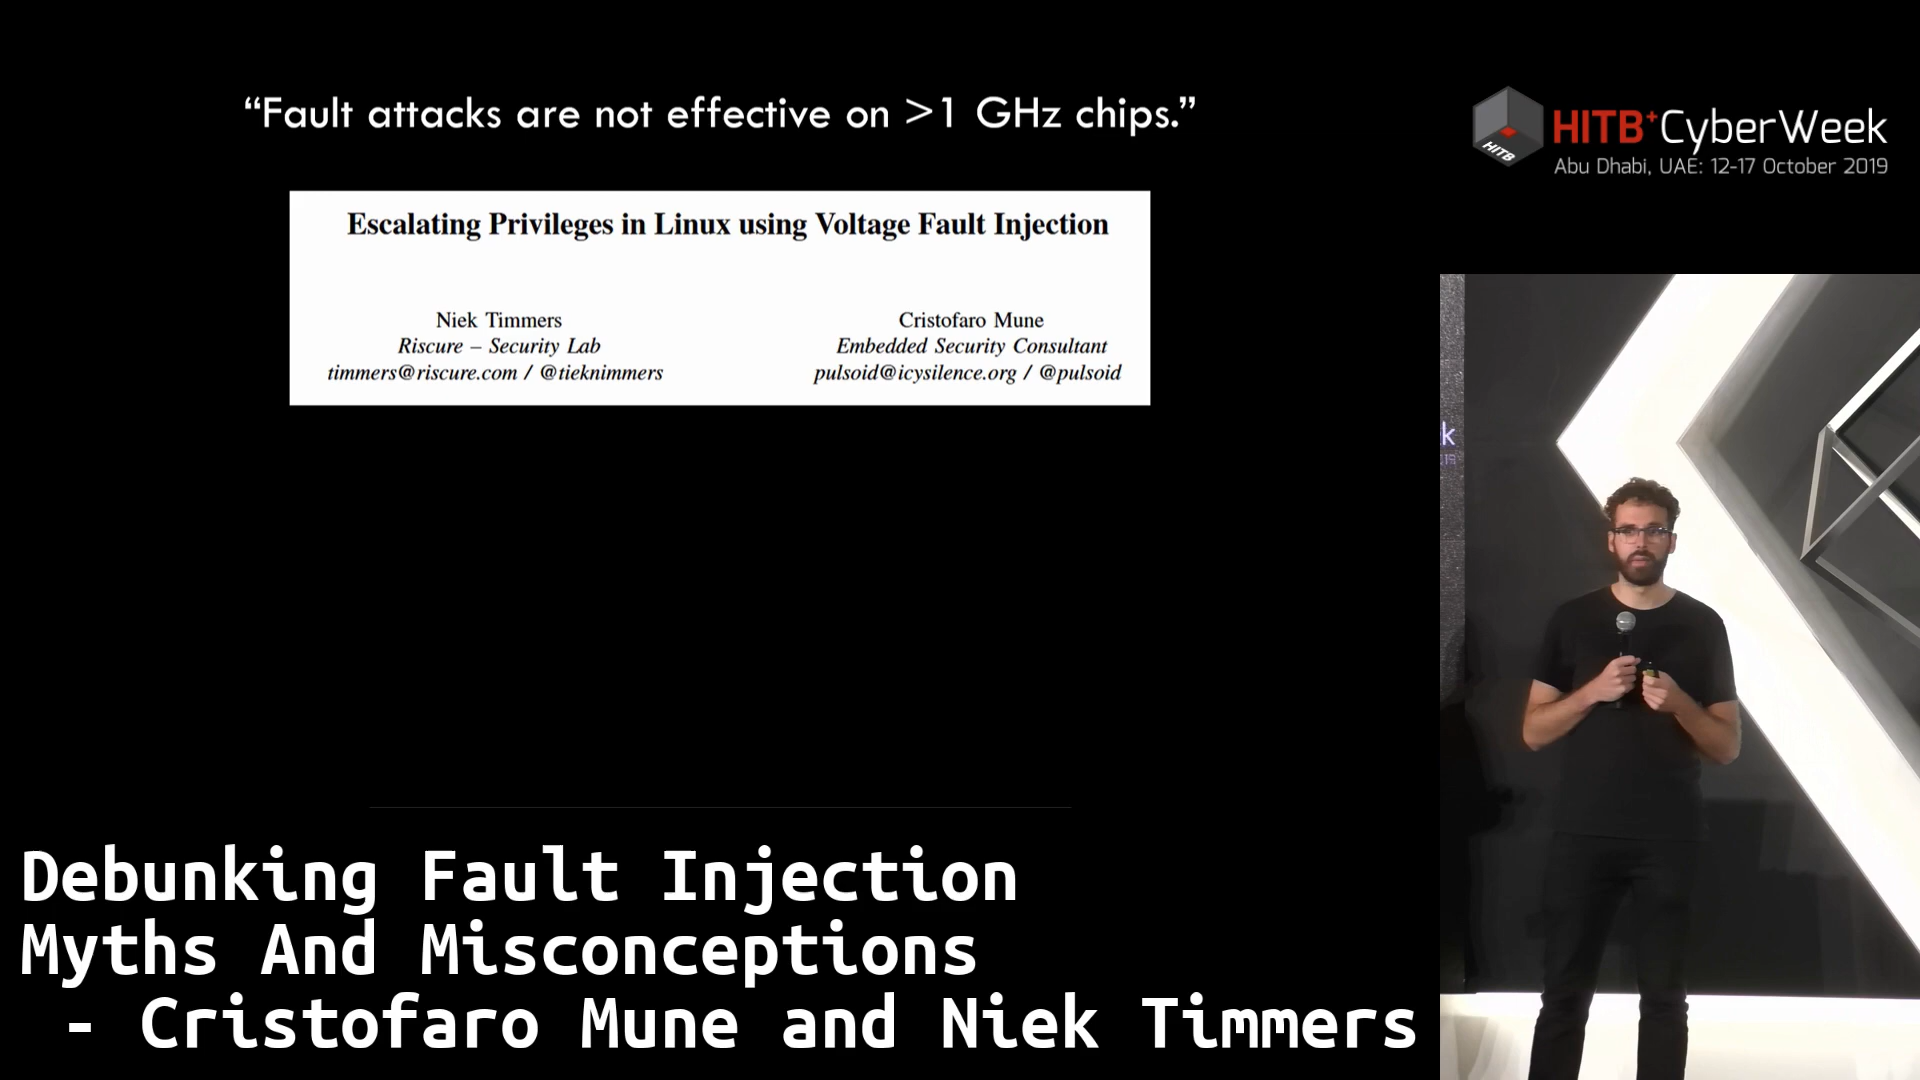 “Fault attacks are not effective on >1 GHz chips.”
HITB+CyberWeek
HITB
Abu Dhabi, UAE: 12-17 October 2019
Escalating Privileges in Linux using Voltage Fault Injection
Niek Timmers
Riscure – Security Lab
timmers@riscure.com / @tieknimmers
Cristofaro Mune
Embedded Security Consultant
pulsoid@icysilence.org / @pulsoid
k
19
Debunking Fault Injection
Myths And Misconceptions
- Cristofaro Mune and Niek Timmers